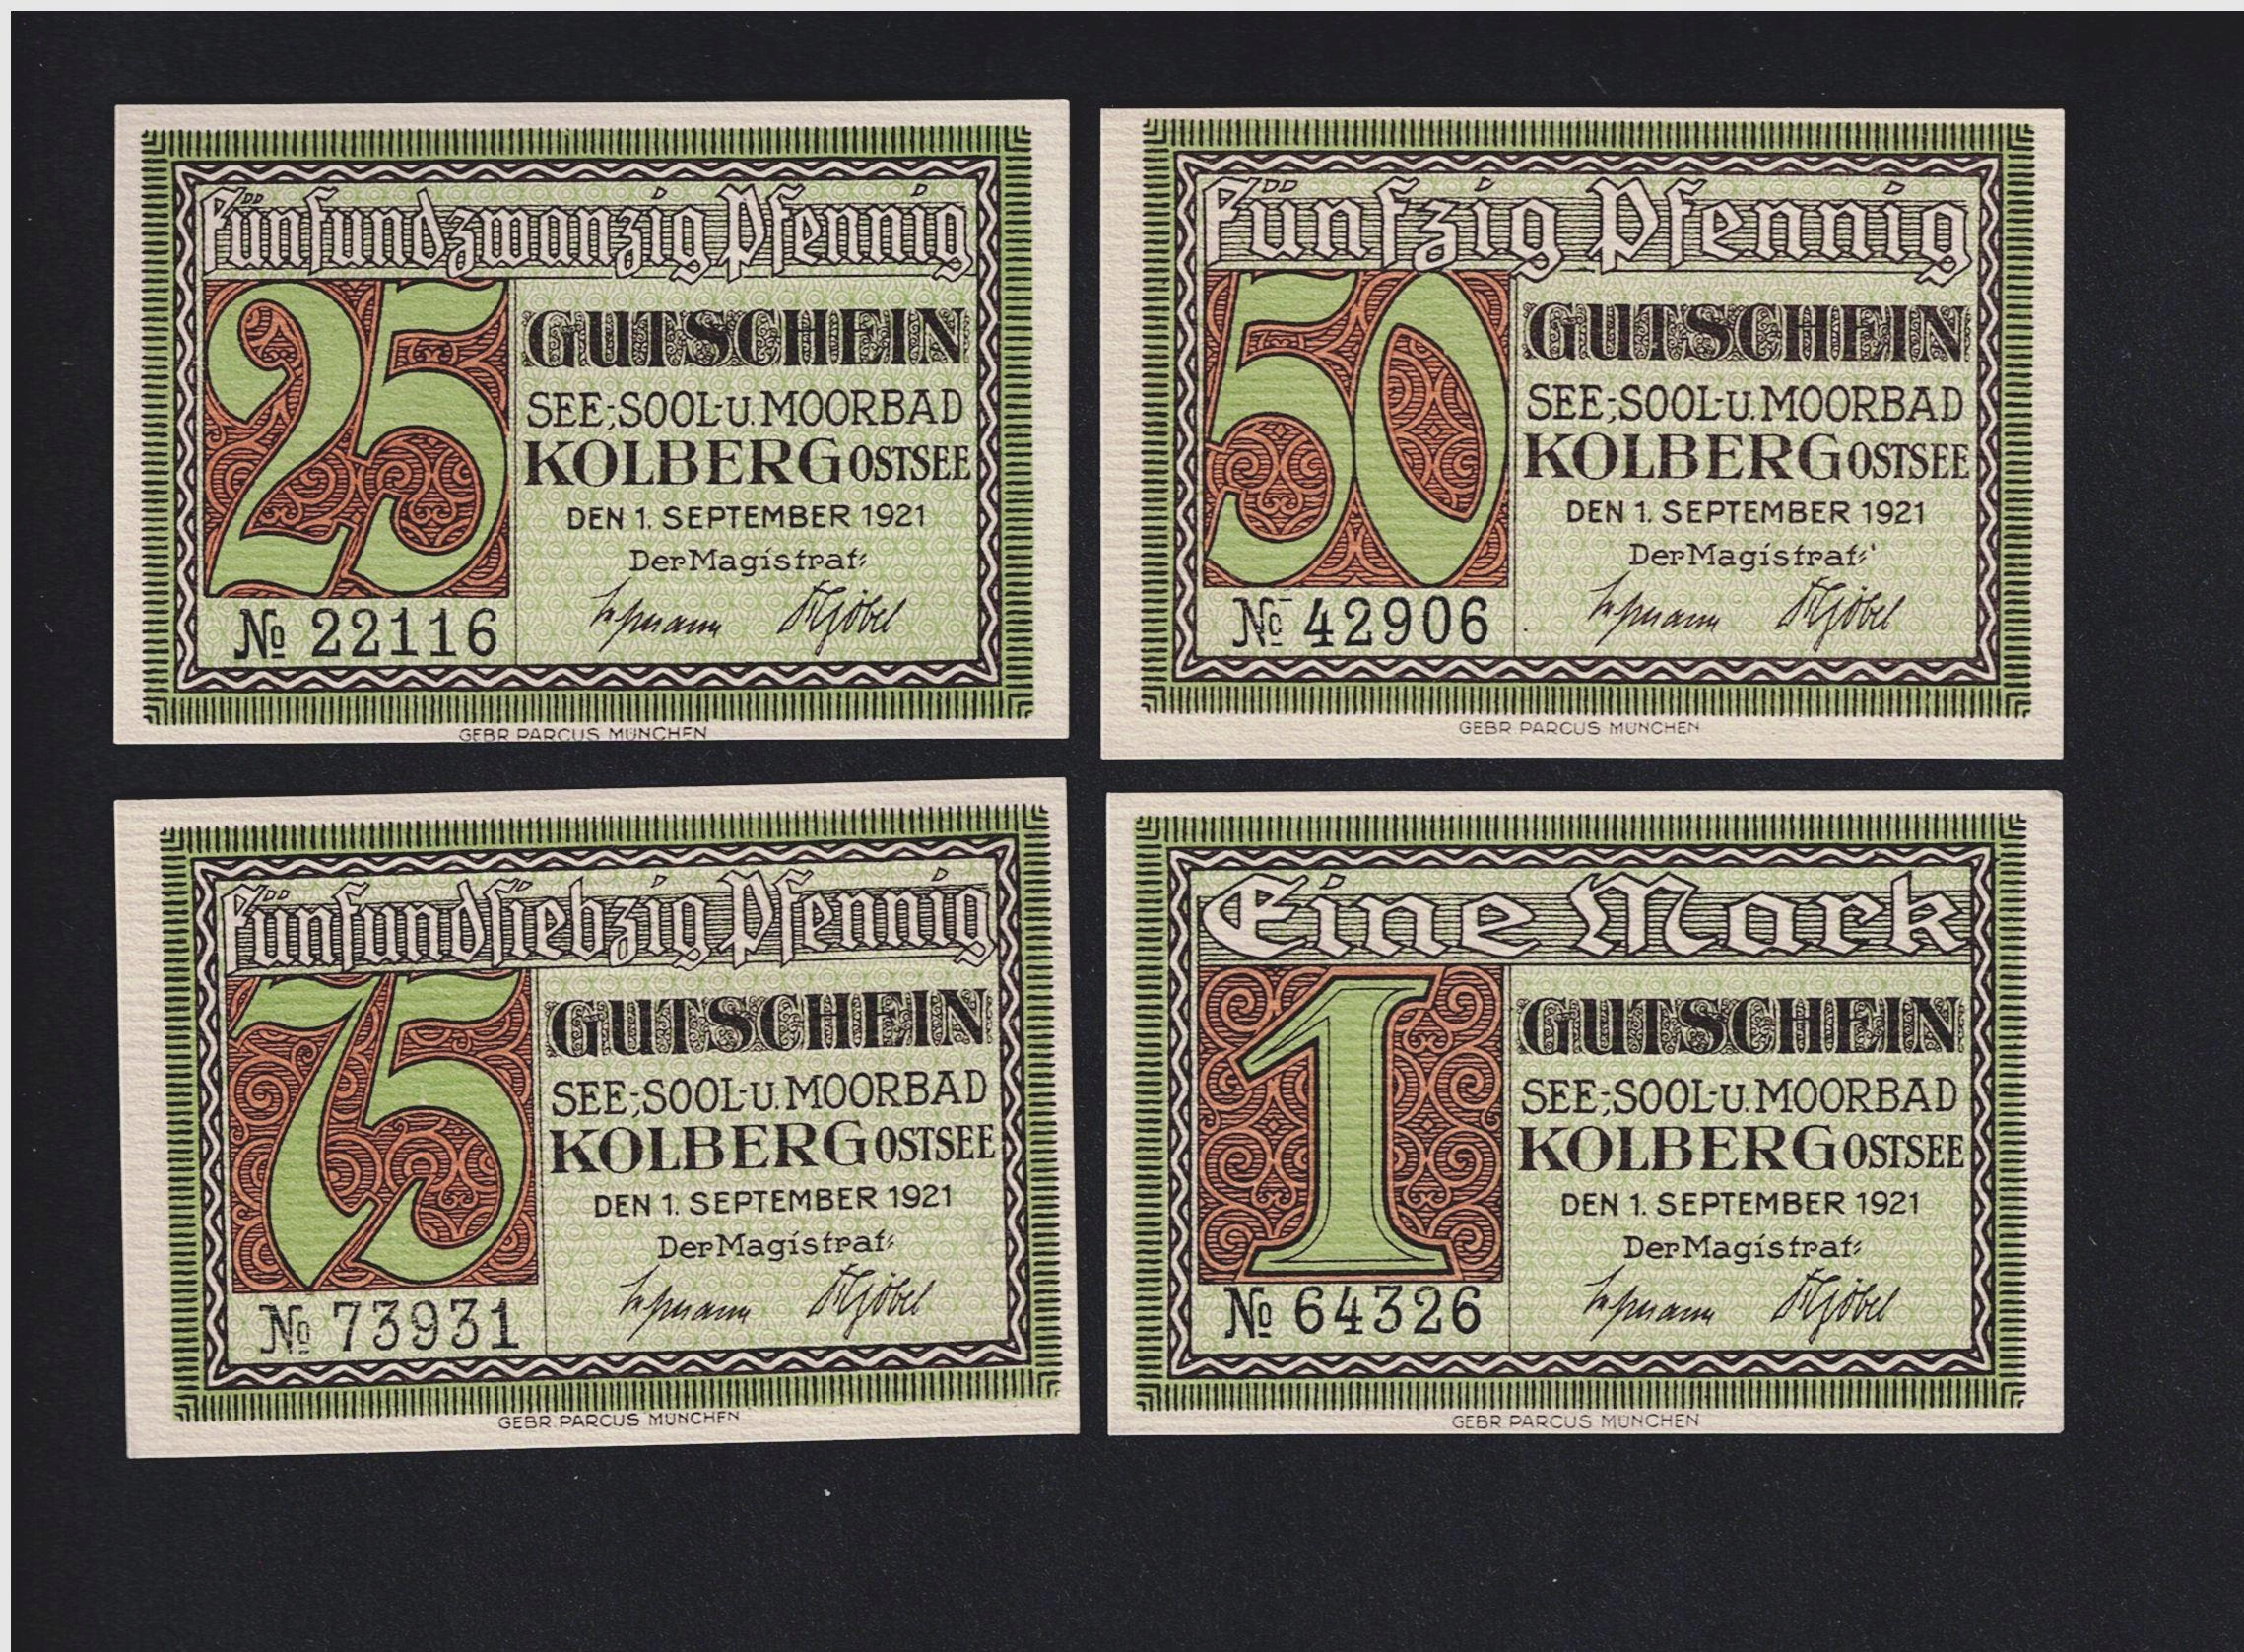 Fünfundzwanzig Pfennig
25
GUTSCHEIN
SEE-, SOOL- U. MOORBAD
KOLBERG OSTSEE
DEN 1. SEPTEMBER 1921
Der Magistrat:
No 22116
GEBR. PARCUS MÜNCHEN
Fünfzig Pfennig
50
GUTSCHEIN
SEE-, SOOL- U. MOORBAD
KOLBERG OSTSEE
DEN 1. SEPTEMBER 1921
Der Magistrat:
No 42906
GEBR. PARCUS MÜNCHEN
Fünfundſiebzig Pfennig
75
GUTSCHEIN
SEE-, SOOL- U. MOORBAD
KOLBERG OSTSEE
DEN 1. SEPTEMBER 1921
Der Magistrat:
No 73931
GEBR. PARCUS MÜNCHEN
Eine Mark
1
GUTSCHEIN
SEE-, SOOL- U. MOORBAD
KOLBERG OSTSEE
DEN 1. SEPTEMBER 1921
Der Magistrat:
No 64326
GEBR. PARCUS MÜNCHEN